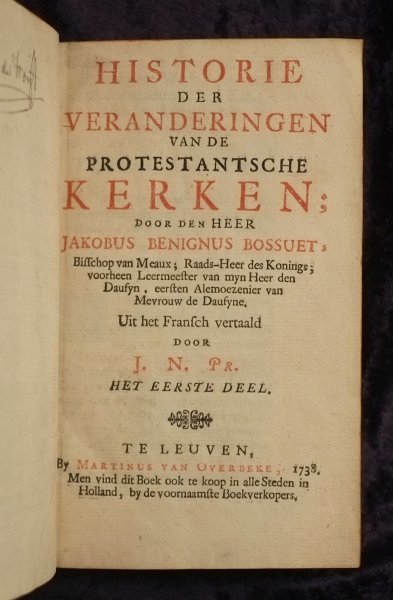 HISTORIE
DER
VERANDERINGEN
VAN DE
PROTESTANTSCHE
KERKEN;
DOOR DEN HEER
JAKOBUS BENIGNUS BOSSUET,
Bisschop van Meaux; Raads-Heer des Konings;
voorheen Leermeester van myn Heer den
Daufyn, eersten Alemoezenier van
Mevrouw de Daufyne.
Uit het Fransch vertaald
DOOR
J. N. PR.
HET EERSTE DEEL.
TE LEUVEN,
By MARTINUS VAN OVERBEKE, 1738.
Men vind dit Boek ook te koop in alle Steden in
Holland, by de voornaamste Boekverkopers.